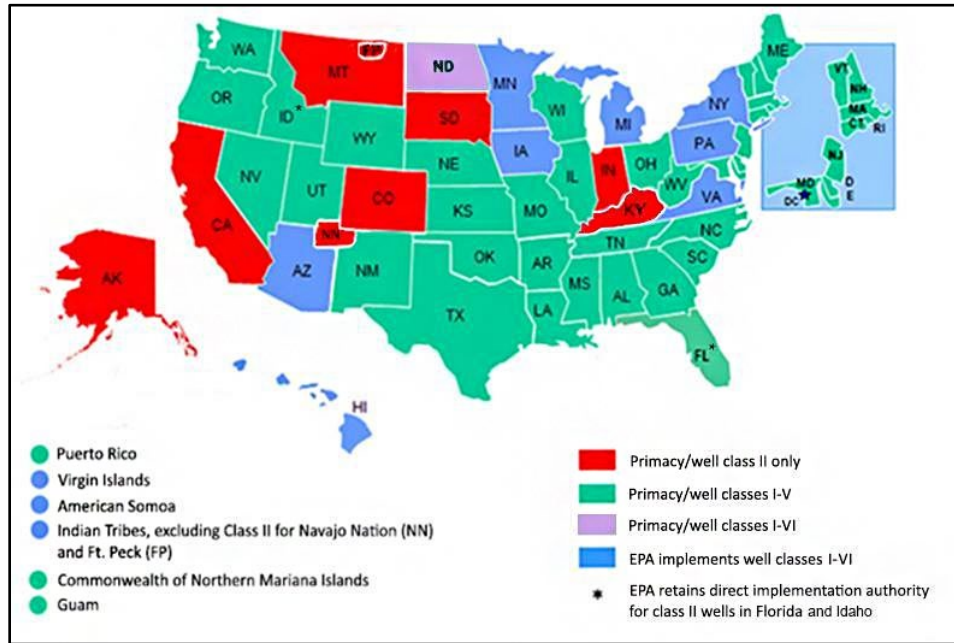 WA
MT
FP
ND
MN
ME
VT
NH
MA
CT
RI
NJ
MD
D
E
DC
OR
ID*
WY
SD
WI
MI
NY
NV
UT
CO
NE
IA
IL
IN
OH
PA
WV
VA
CA
NN
KS
MO
KY
NC
AZ
NM
OK
AR
TN
SC
AK
TX
LA
MS
AL
GA
FL*
HI
Puerto Rico
Virgin Islands
American Somoa
Indian Tribes, excluding Class II for Navajo Nation (NN)
and Ft. Peck (FP)
Commonwealth of Northern Mariana Islands
Guam
Primacy/well class II only
Primacy/well classes I-V
Primacy/well classes I-VI
EPA implements well classes I-VI
* EPA retains direct implementation authority
for class II wells in Florida and Idaho